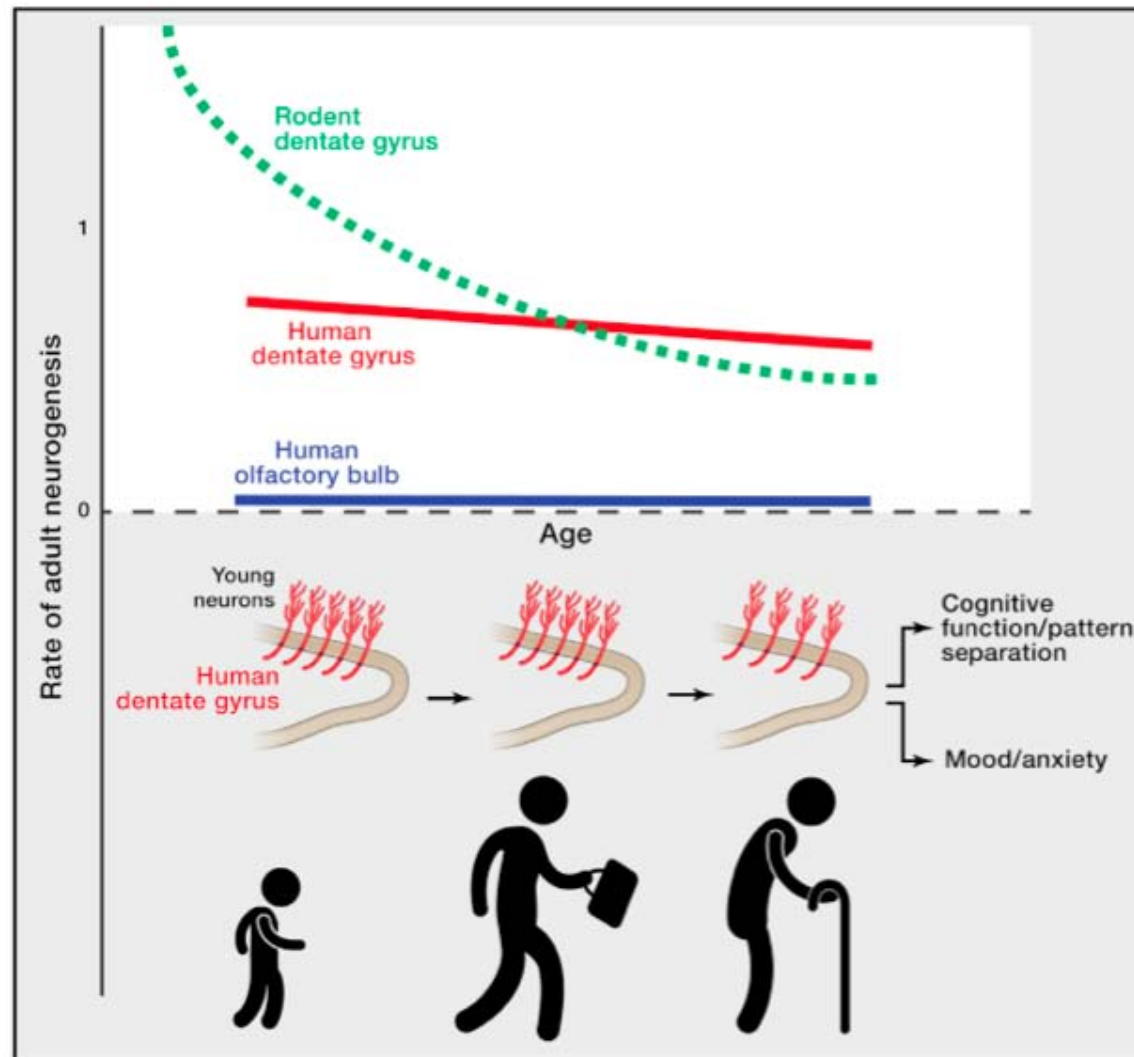 Rate of adult neurogenesis
1
0
Rodent
dentate gyrus
Human
dentate gyrus
Human
olfactory bulb
Age
Young
neurons
Human
dentate gyrus
Cognitive
function/pattern
separation
Mood/anxiety